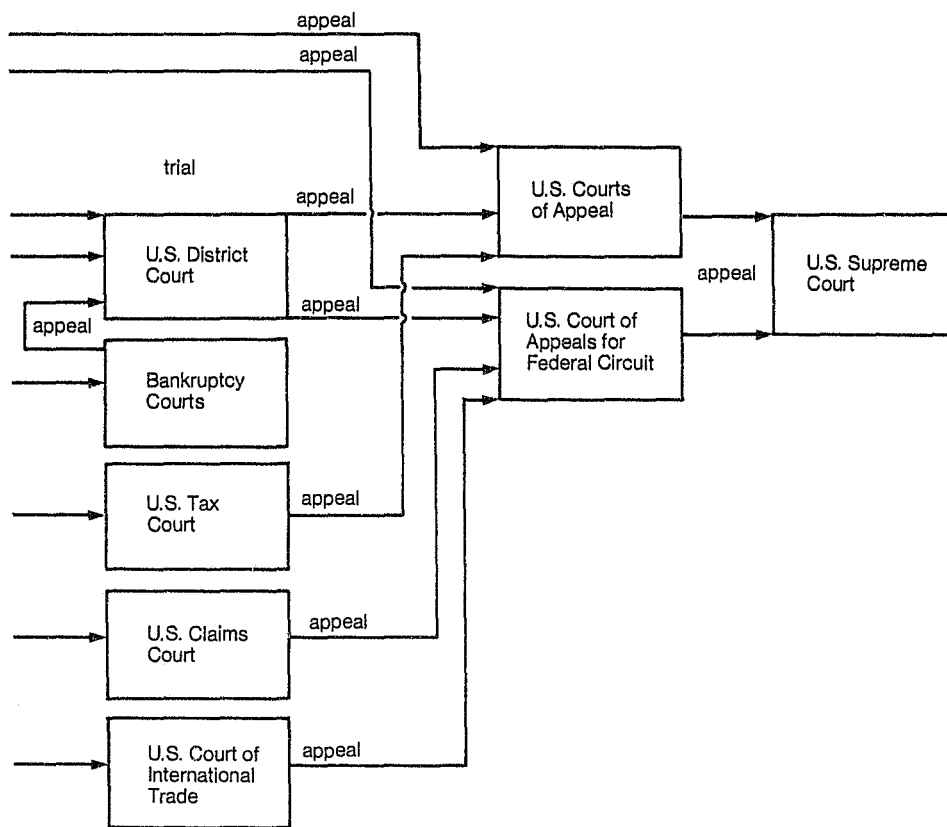 appeal
appeal
trial
appeal
U.S. Courts
of Appeal
U.S. District
Court
appeal
U.S. Supreme
Court
appeal
appeal
U.S. Court of
Appeals for
Federal Circuit
Bankruptcy
Courts
U.S. Tax
Court
appeal
U.S. Claims
Court
appeal
U.S. Court of
International
Trade
appeal